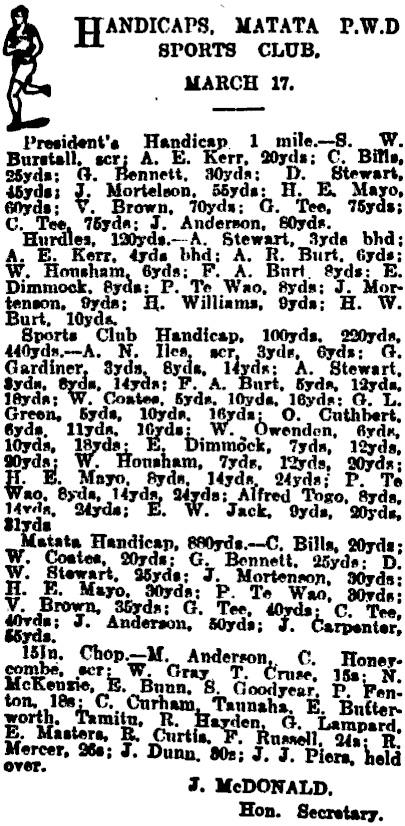 HANDICAPS, MATATA P.W.D
SPORTS CLUB.
MARCH 17.
President's Handicap 1 mile.—S. W.
Burstall, scr; A. E. Kerr, 20yds; C. Bills,
25yds; G. Bennett, 30yds; D. Stewart,
45yds; J. Mortelson, 55yds; H. E. Mayo,
60yds; V. Brown, 70yds; G. Tee, 75yds;
C. Tee, 75yds; J. Anderson, 80yds.
Hurdles, 120yds.—A. Stewart, 3yds bhd;
A. E. Kerr, 4yds bhd; A. R. Burt, 6yds;
W. Housham, 6yds; F. A. Burt 8yds; E.
Dimmock, 8yds; P. Te Wao, 8yds; J. Mor-
tenson, 9yds; H. Williams, 9yds; H. W.
Burt, 10yds.
Sports Club Handicap, 100yds, 220yds,
440yds.—A. N. Iles, scr, 3yds, 6yds; G.
Gardiner, 3yds, 8yds, 14yds; A. Stewart,
3yds, 8yds, 14yds; F. A. Burt, 5yds, 12yds,
18yds; W. Coates, 5yds, 10yds, 16yds; G. L.
Green, 5yds, 10yds, 16yds; O. Cuthbert,
6yds, 11yds, 16yds; W. Owenden, 6yds,
10yds, 18yds; E. Dimmock, 7yds, 12yds,
20yds; W. Housham, 7yds, 12yds, 20yds;
H. E. Mayo, 8yds, 14yds, 24yds; P. Te
Wao, 8yds, 14yds, 24yds; Alfred Togo, 8yds,
14yds, 24yds; E. W. Jack, 9yds, 20yds,
31yds
Matata Handicap, 880yds.—C. Bills, 20yds;
W. Coates, 20yds; G. Bennett, 25yds; D.
W. Stewart, 25yds; J. Mortenson, 30yds;
H. E. Mayo, 30yds; P. Te Wao, 30yds;
V. Brown, 35yds; G. Tee, 40yds; C. Tee,
40yds; J. Anderson, 50yds; J. Carpenter,
55yds.
15in. Chop.—M. Anderson, C. Honey-
combe, scr; W. Gray T. Cruse, 15s; N.
McKenzie, E. Bunn, S. Goodyear, P. Fen-
ton, 18s; C. Curham, Taunaha, E. Butter-
worth, Tamitu, R. Hayden, G. Lampard,
E. Masters, R. Curtis, F. Russell, 24s; R.
Mercer, 26s; J. Dunn, 30s; J. J. Piers, held
over.
J. McDONALD.
Hon. Secretary.